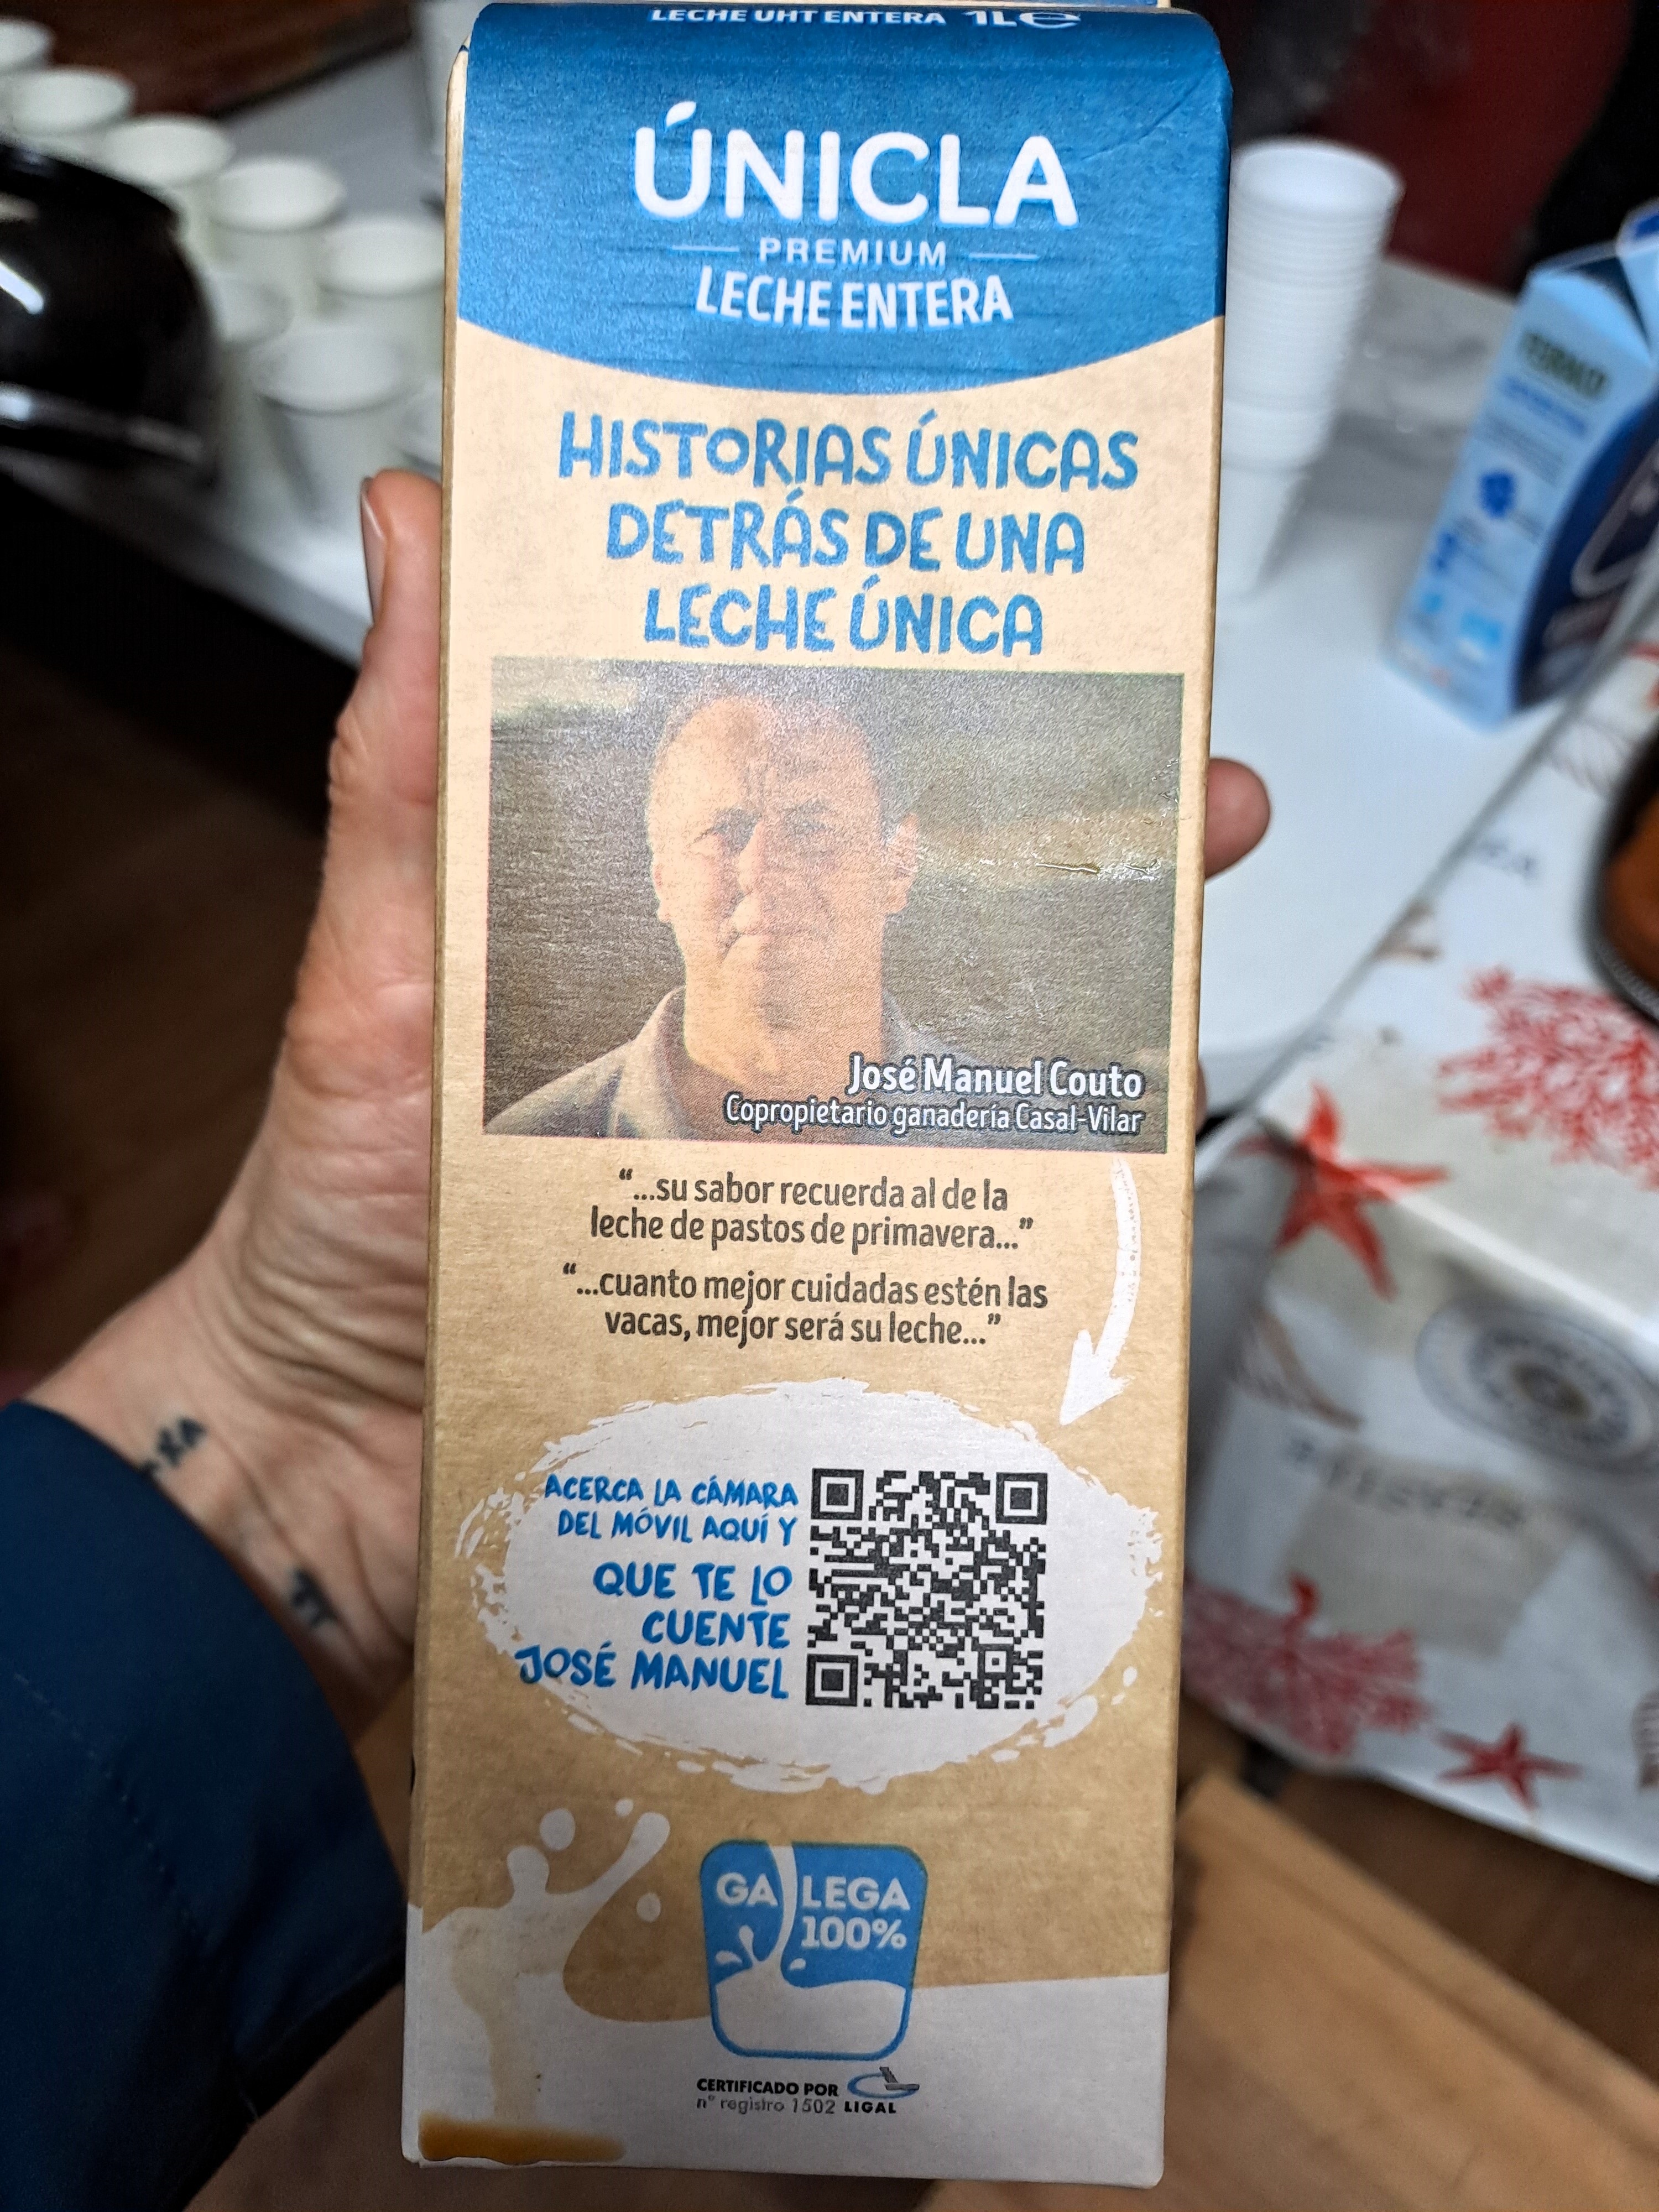 LECHE UHT ENTERA 1L e
ÚNICLA
PREMIUM
LECHE ENTERA
HISTORIAS ÚNICAS
DETRÁS DE UNA
LECHE ÚNICA
José Manuel Couto
Copropietario ganadería Casal-Vilar
“...su sabor recuerda al de la
leche de pastos de primavera...”
“...cuanto mejor cuidadas estén las
vacas, mejor será su leche...”
ACERCA LA CÁMARA
DEL MÓVIL AQUÍ Y
QUE TE LO
CUENTE
JOSÉ MANUEL
GALEGA
100%
CERTIFICADO POR
nº registro 1502 LIGAL